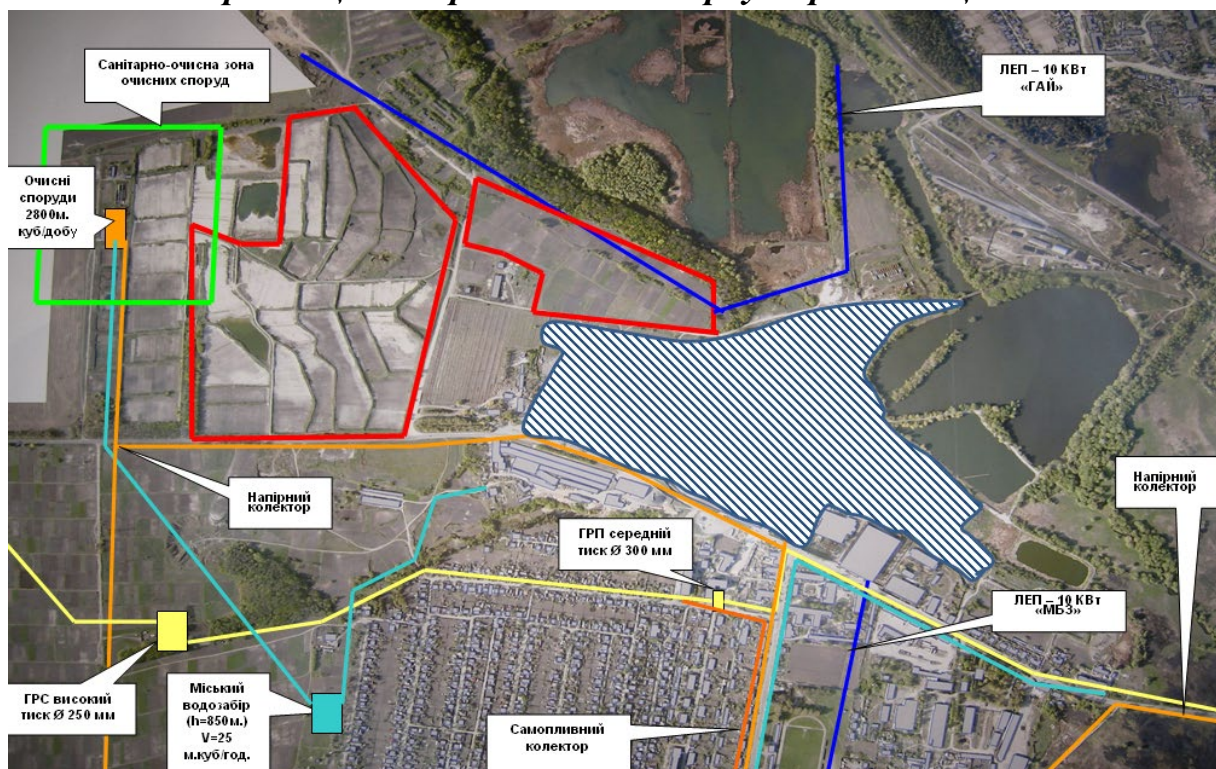 Санітарно-очисна зона
очисних споруд
ЛЕП – 10 КВт
«ГАЙ»
Очисні
споруди
2800м.
куб/добу
Напірний
колектор
Напірний
колектор
ГРП середній
тиск Ø 300 мм
ЛЕП – 10 КВт
«МБЗ»
ГРС високий
тиск Ø 250 мм
Міський
водозабір
(h=850м.)
V=25
м.куб/год.
Самопливний
колектор